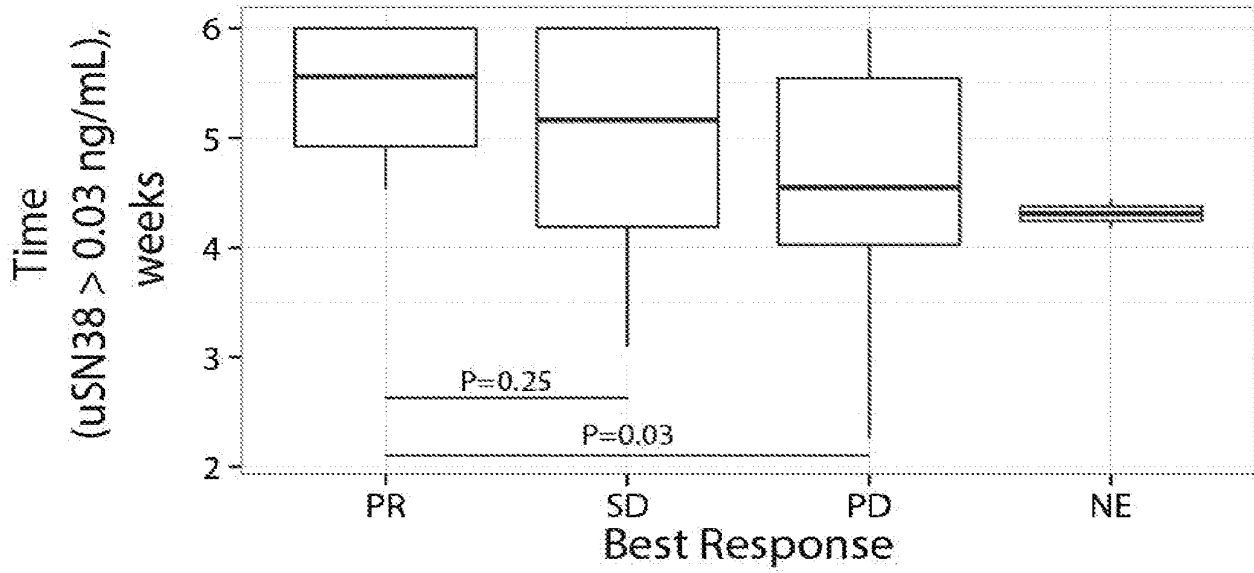 Time
(uSN38 > 0.03 ng/mL),
weeks
6
5
4
3
2
P=0.25
P=0.03
PR SD PD NE
Best Response